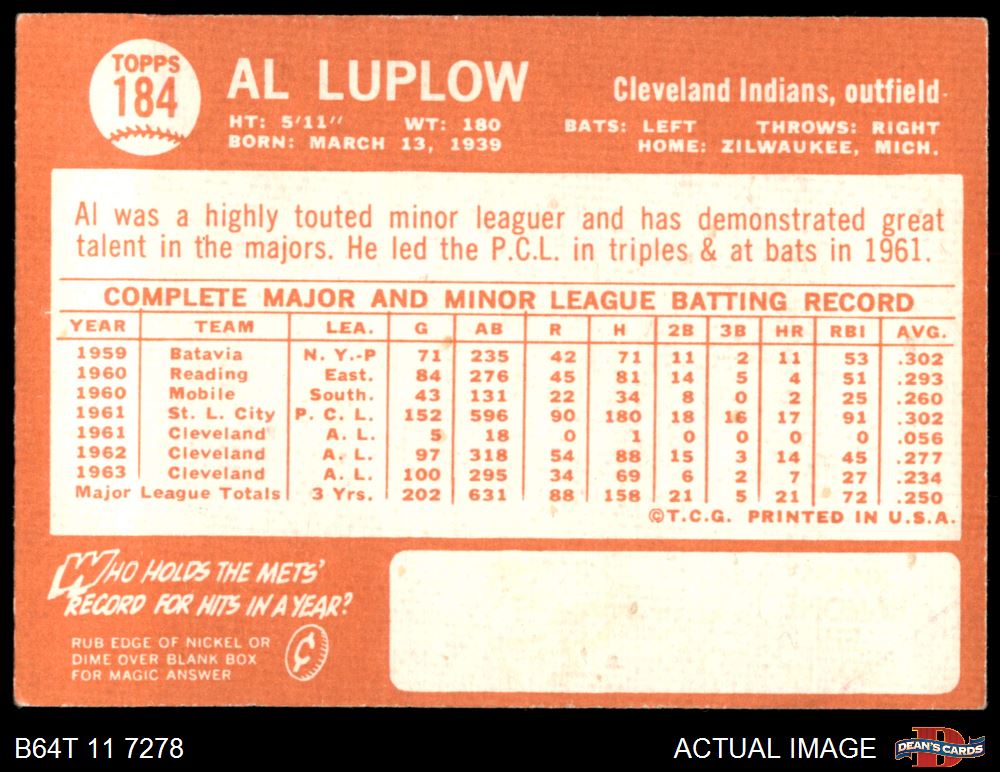 TOPPS
184
AL LUPLOW
Cleveland Indians, outfield
HT: 5'11" WT: 180 BATS: LEFT THROWS: RIGHT
BORN: MARCH 13, 1939 HOME: ZILWAUKEE, MICH.
Al was a highly touted minor leaguer and has demonstrated great
talent in the majors. He led the P.C.L. in triples & at bats in 1961.
COMPLETE MAJOR AND MINOR LEAGUE BATTING RECORD
YEAR TEAM LEA. G AB R H 2B 3B HR RBI AVG.
1959 Batavia N. Y.-P 71 235 42 71 11 2 11 53 .302
1960 Reading East. 84 276 45 81 14 5 4 51 .293
1960 Mobile South. 43 131 22 34 8 0 2 25 .260
1961 St. L. City P. C. L. 152 596 90 180 18 16 17 91 .302
1961 Cleveland A. L. 5 18 0 1 0 0 0 0 .056
1962 Cleveland A. L. 97 318 54 88 15 3 14 45 .277
1963 Cleveland A. L. 100 295 34 69 6 2 7 27 .234
Major League Totals 3 Yrs. 202 631 88 158 21 5 21 72 .250
©T.C.G. PRINTED IN U.S.A.
WHO HOLDS THE METS'
RECORD FOR HITS IN A YEAR?
RUB EDGE OF NICKEL OR
DIME OVER BLANK BOX
FOR MAGIC ANSWER
¢
B64T 11 7278
ACTUAL IMAGE
D
DEAN'S CARDS